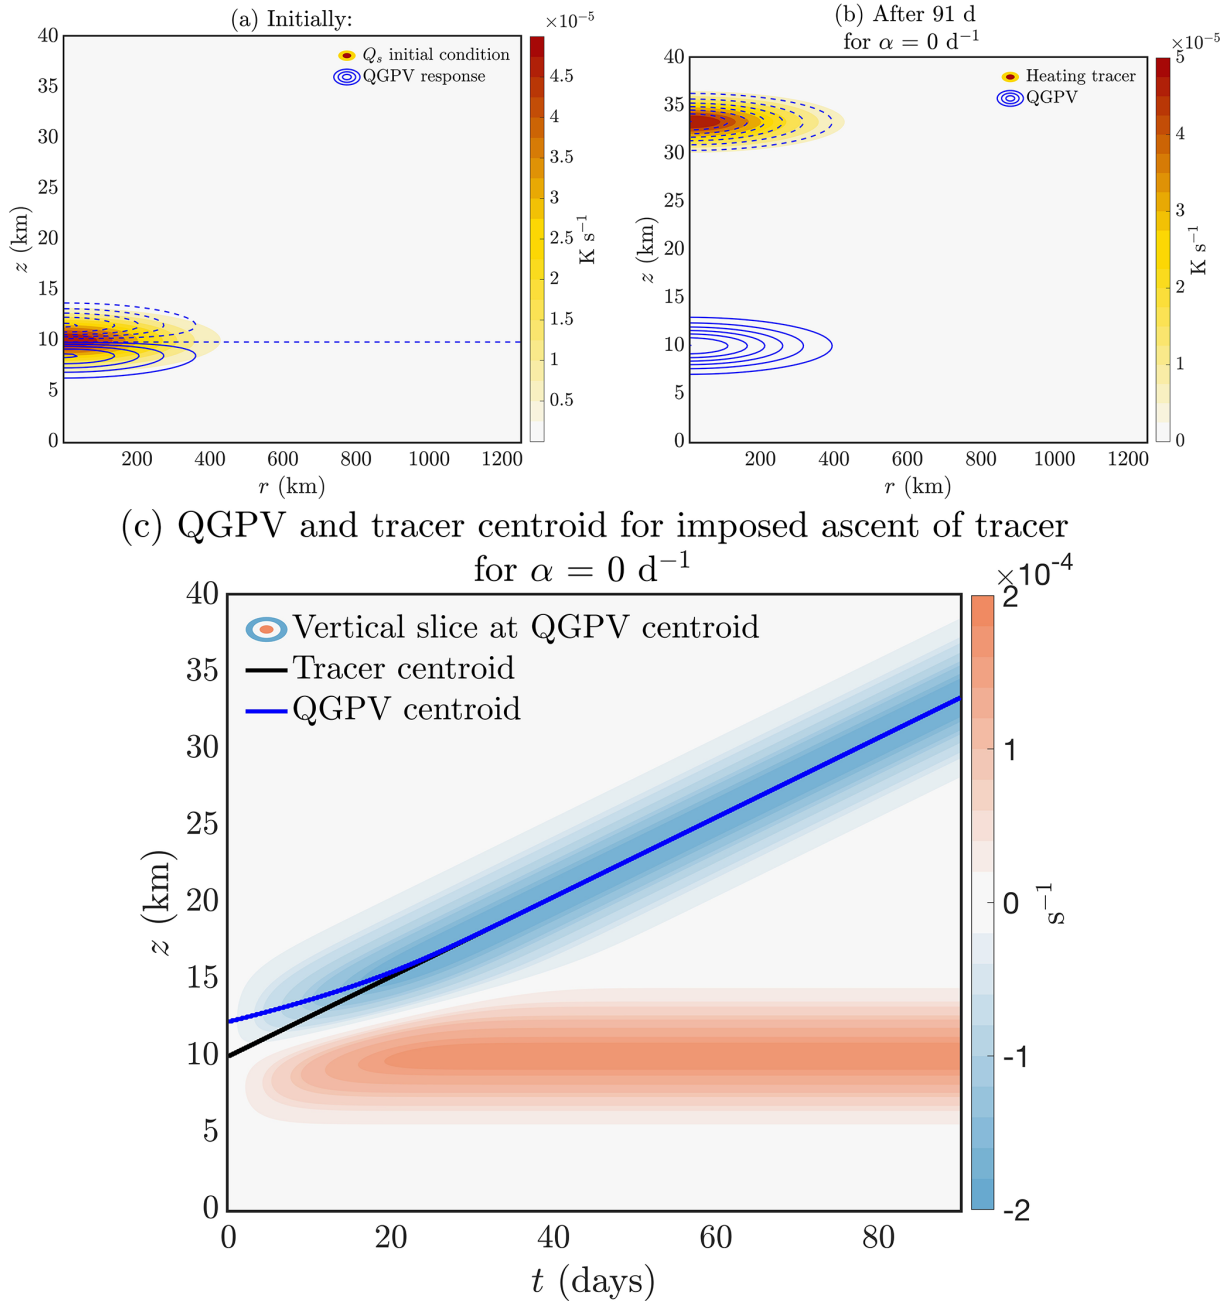 (a) Initially:
×10⁻⁵
Q_s initial condition
QGPV response
40
35
30
25
20
15
10
5
0
z (km)
200 400 600 800 1000 1200
r (km)
4.5
4
3.5
3
2.5
2
1.5
1
0.5
K s⁻¹
(b) After 91 d
for α = 0 d⁻¹
×10⁻⁵
Heating tracer
QGPV
40
35
30
25
20
15
10
5
0
z (km)
200 400 600 800 1000 1200
r (km)
5
4
3
2
1
0
K s⁻¹
(c) QGPV and tracer centroid for imposed ascent of tracer
for α = 0 d⁻¹
×10⁻⁴
Vertical slice at QGPV centroid
Tracer centroid
QGPV centroid
40
35
30
25
20
15
10
5
0
z (km)
0 20 40 60 80
t (days)
2
1
0
-1
-2
s⁻¹